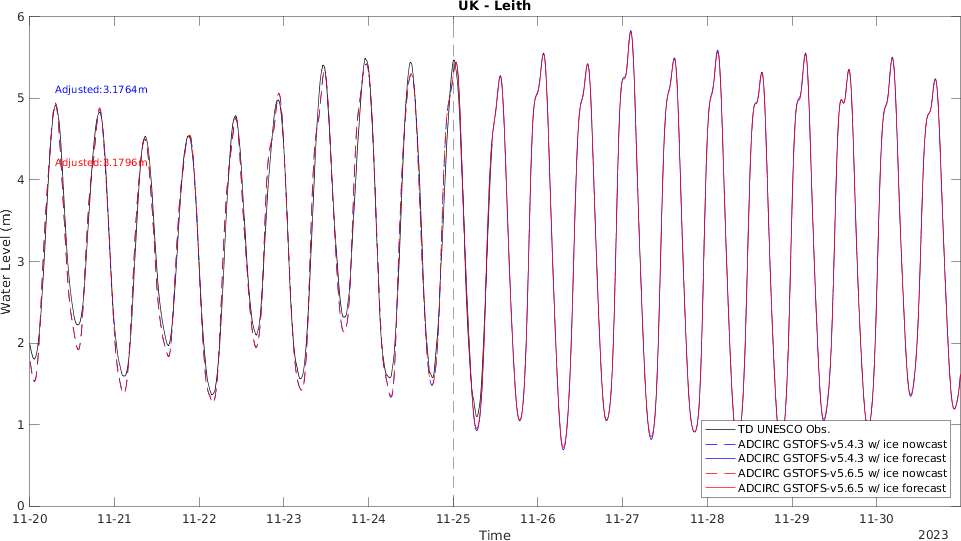 UK - Leith
6
5
4
3
2
1
0
Water Level (m)
Adjusted:3.1764m
Adjusted:3.1796m
TD UNESCO Obs.
ADCIRC GSTOFS-v5.4.3 w/ ice nowcast
ADCIRC GSTOFS-v5.4.3 w/ ice forecast
ADCIRC GSTOFS-v5.6.5 w/ ice nowcast
ADCIRC GSTOFS-v5.6.5 w/ ice forecast
11-20 11-21 11-22 11-23 11-24 11-25 11-26 11-27 11-28 11-29 11-30
Time
2023